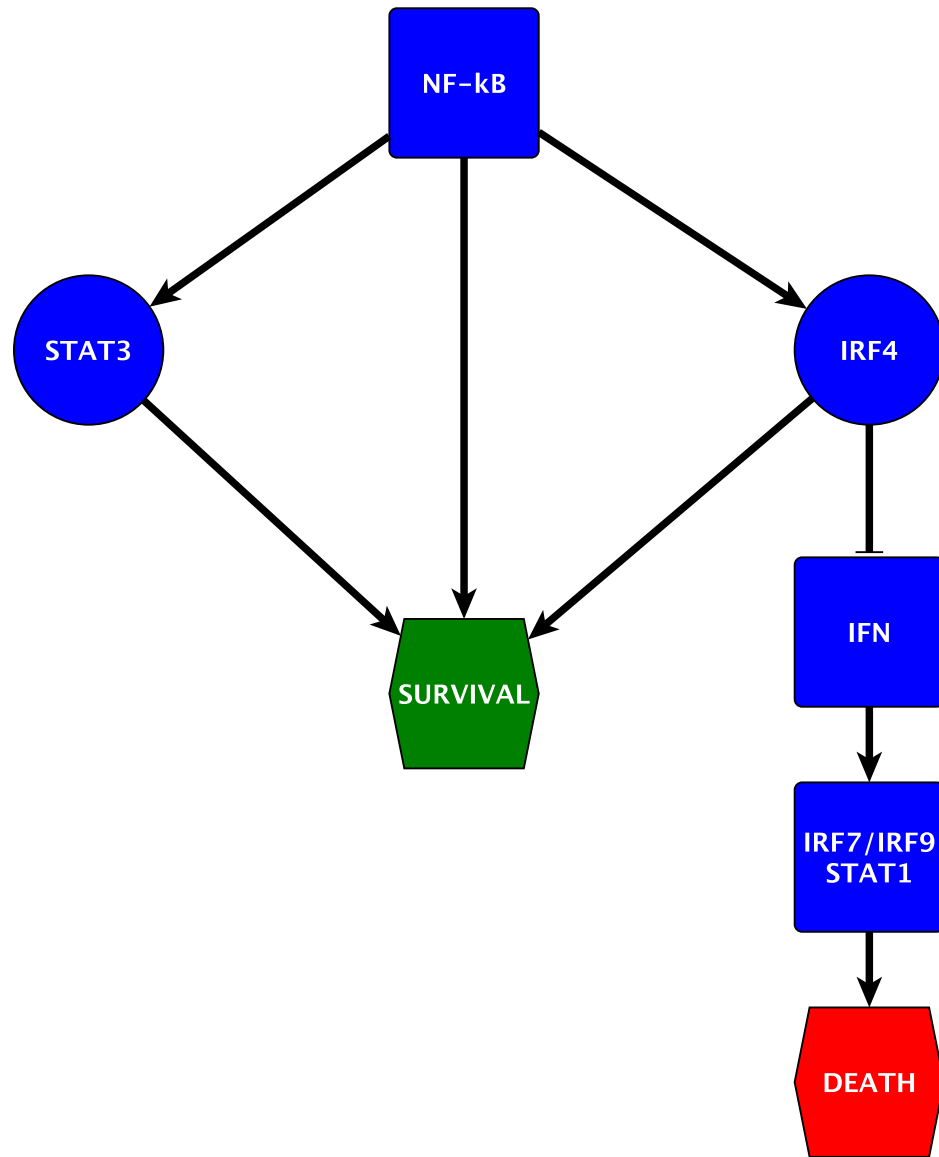 NF-kB
STAT3
IRF4
IFN
SURVIVAL
IRF7/IRF9
STAT1
DEATH